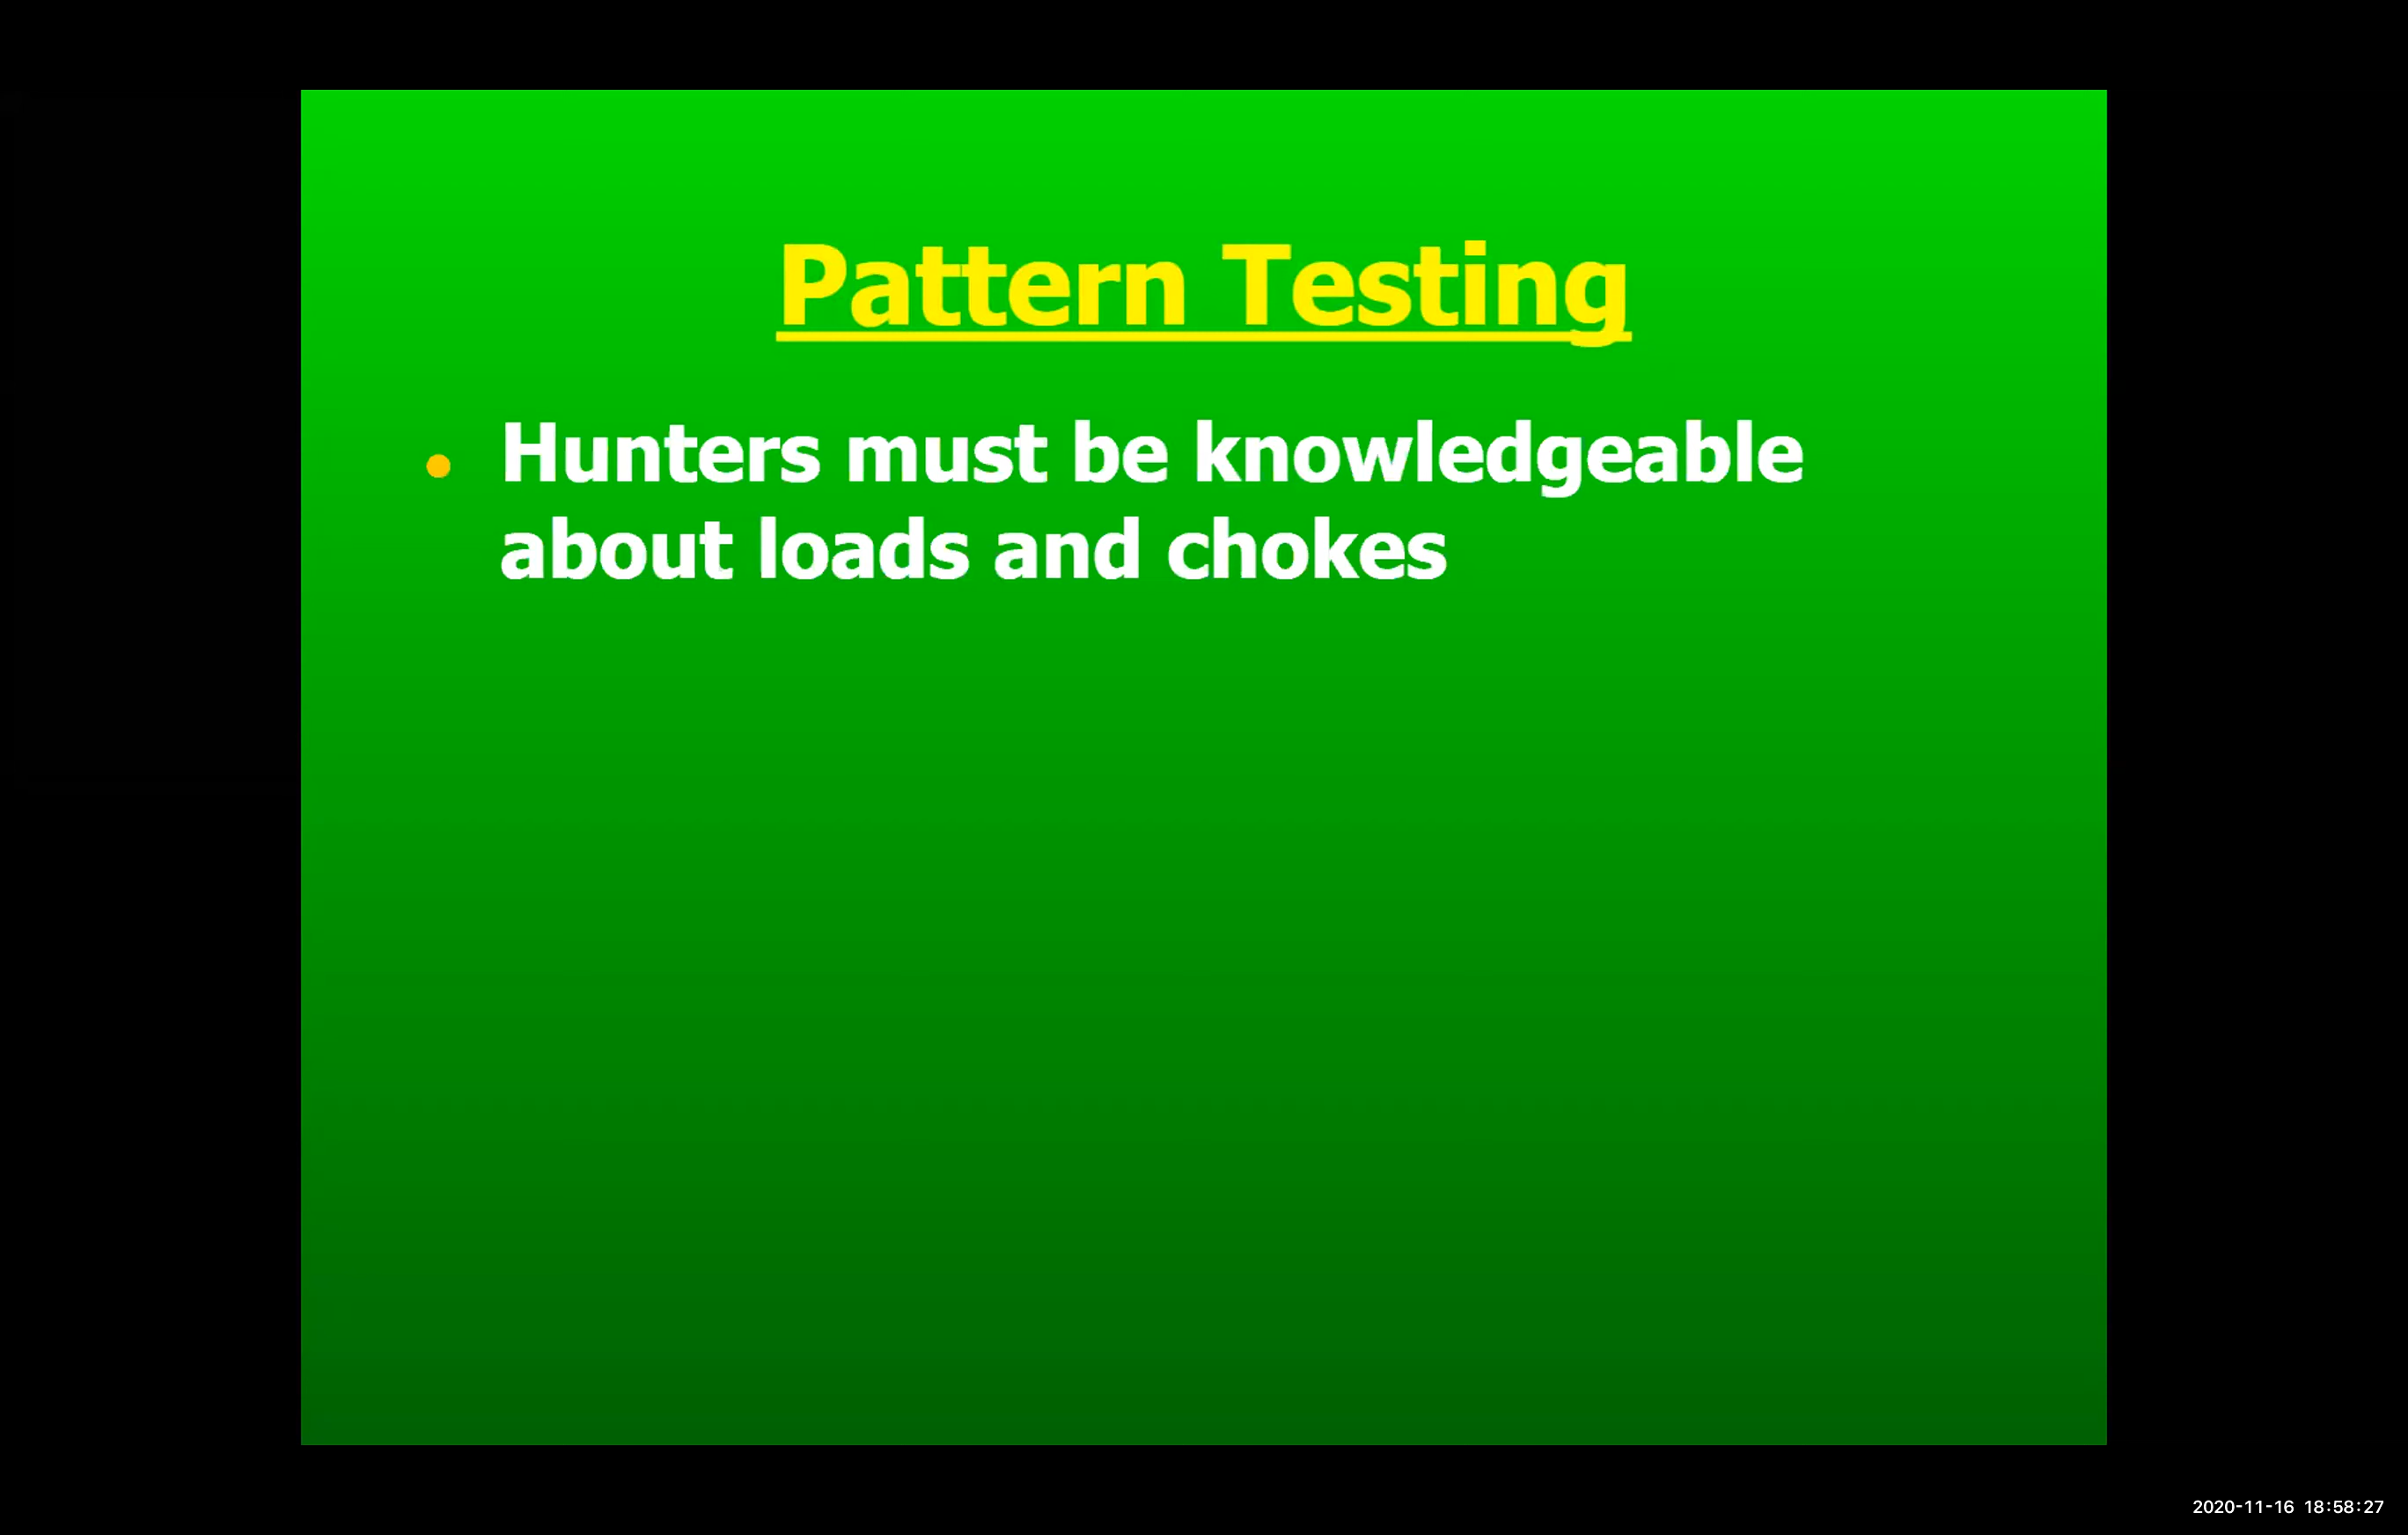 Pattern Testing
• Hunters must be knowledgeable
about loads and chokes
2020-11-16 18:58:27